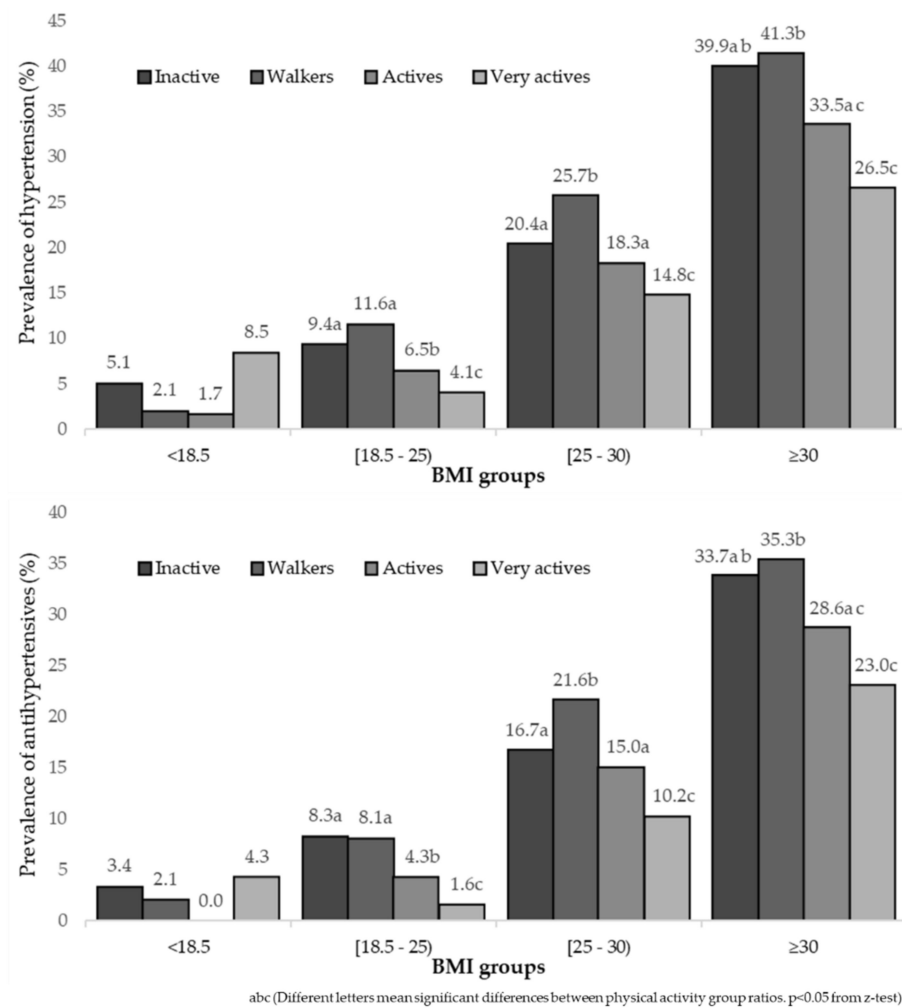 45
40
35
30
25
20
15
10
5
0
Prevalence of hypertension (%)
Inactive Walkers Actives Very actives
5.1 2.1 1.7 8.5
9.4a 11.6a 6.5b 4.1c
20.4a 25.7b 18.3a 14.8c
39.9ab 41.3b 33.5ac 26.5c
<18.5 [18.5 - 25) [25 - 30) ≥30
BMI groups
40
35
30
25
20
15
10
5
0
Prevalence of antihypertensives (%)
Inactive Walkers Actives Very actives
3.4 2.1 0.0 4.3
8.3a 8.1a 4.3b 1.6c
16.7a 21.6b 15.0a 10.2c
33.7ab 35.3b 28.6ac 23.0c
<18.5 [18.5 - 25) [25 - 30) ≥30
BMI groups
abc (Different letters mean significant differences between physical activity group ratios. p<0.05 from z-test)